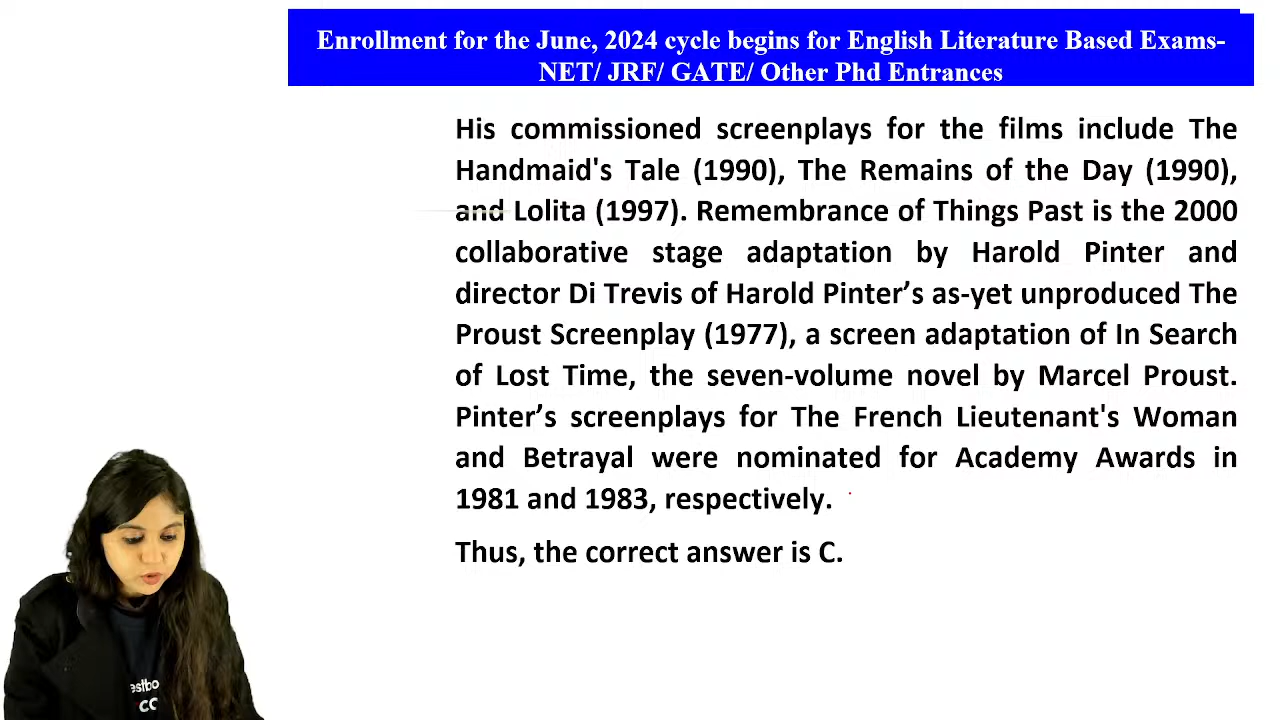 Enrollment for the June, 2024 cycle begins for English Literature Based Exams-
NET/ JRF/ GATE/ Other Phd Entrances
His commissioned screenplays for the films include The
Handmaid's Tale (1990), The Remains of the Day (1990),
and Lolita (1997). Remembrance of Things Past is the 2000
collaborative stage adaptation by Harold Pinter and
director Di Trevis of Harold Pinter’s as-yet unproduced The
Proust Screenplay (1977), a screen adaptation of In Search
of Lost Time, the seven-volume novel by Marcel Proust.
Pinter’s screenplays for The French Lieutenant's Woman
and Betrayal were nominated for Academy Awards in
1981 and 1983, respectively.
Thus, the correct answer is C.
estbo
cc